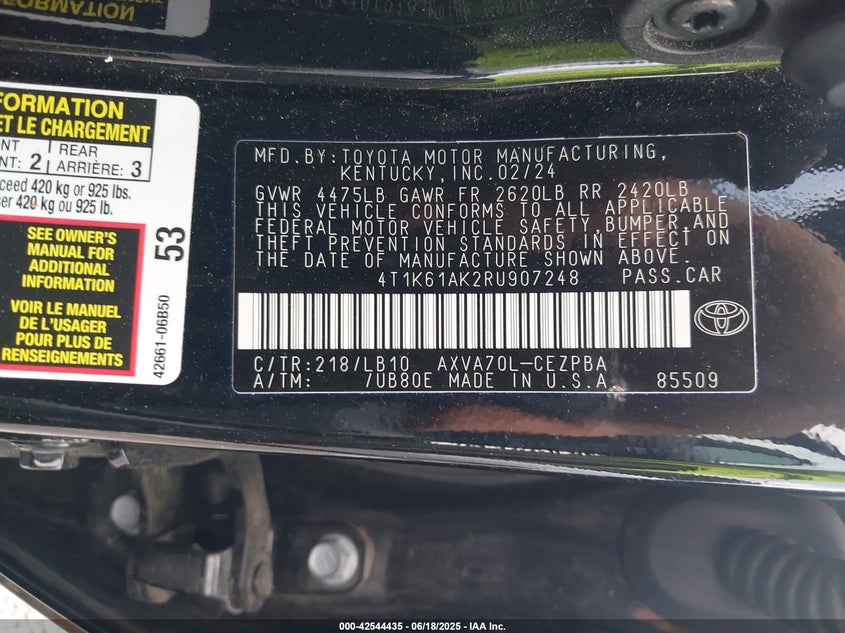 FORMATION
ET LE CHARGEMENT
NT: 2 REAR
ARRIÈRE: 3
ceed 420 kg or 925 lbs.
ser 420 kg ou 925 lb.
SEE OWNER'S
MANUAL FOR
ADDITIONAL
INFORMATION
VOIR LE MANUEL
DE L'USAGER
POUR PLUS DE
RENSEIGNEMENTS
53
42661-06B50
MFD.BY:TOYOTA MOTOR MANUFACTURING,
KENTUCKY,INC.02/24
GVWR 4475LB GAWR FR 2620LB RR 2420LB
THIS VEHICLE CONFORMS TO ALL APPLICABLE
FEDERAL MOTOR VEHICLE SAFETY,BUMPER,AND
THEFT PREVENTION STANDARDS IN EFFECT ON
THE DATE OF MANUFACTURE SHOWN ABOVE.
4T1K61AK2RU907248 PASS.CAR
C/TR:218/LB10 AXVA70L-CEZPBA
A/TM: /UB80E MADE IN U.S.A. 85509
000-42544435 - 06/18/2025 - IAA Inc.